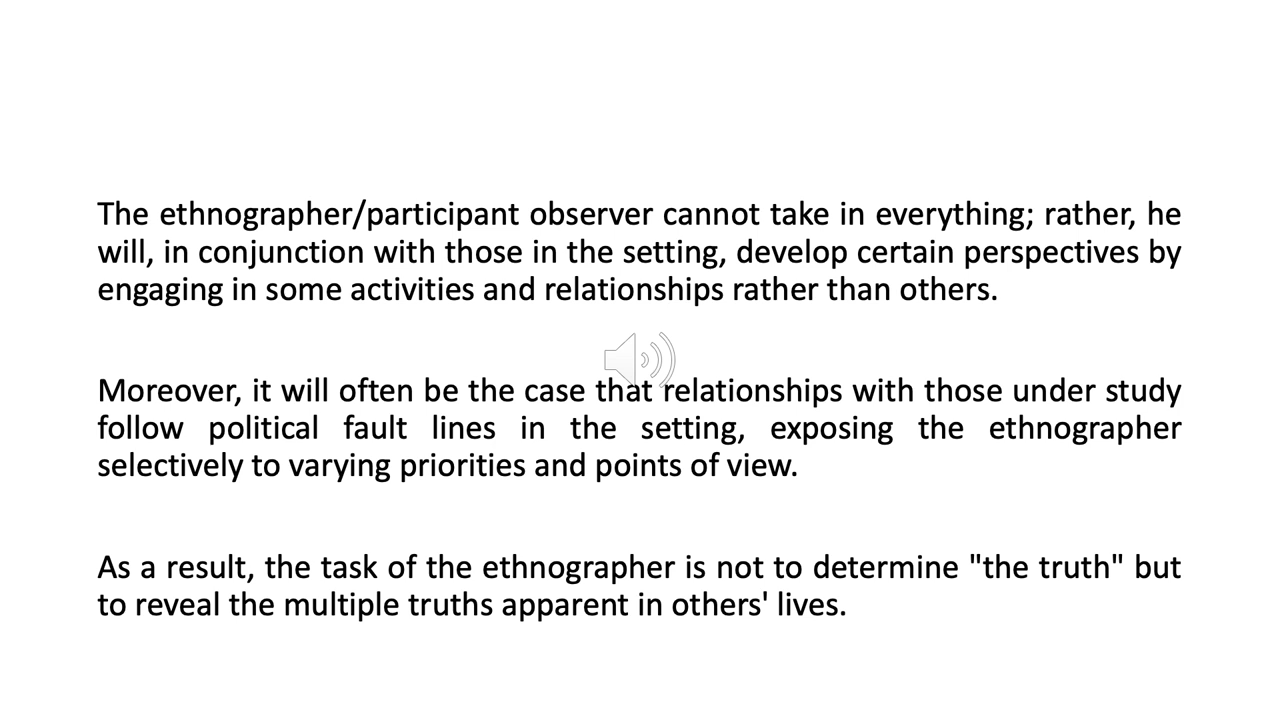 The ethnographer/participant observer cannot take in everything; rather, he
will, in conjunction with those in the setting, develop certain perspectives by
engaging in some activities and relationships rather than others.
Moreover, it will often be the case that relationships with those under study
follow political fault lines in the setting, exposing the ethnographer
selectively to varying priorities and points of view.
As a result, the task of the ethnographer is not to determine "the truth" but
to reveal the multiple truths apparent in others' lives.